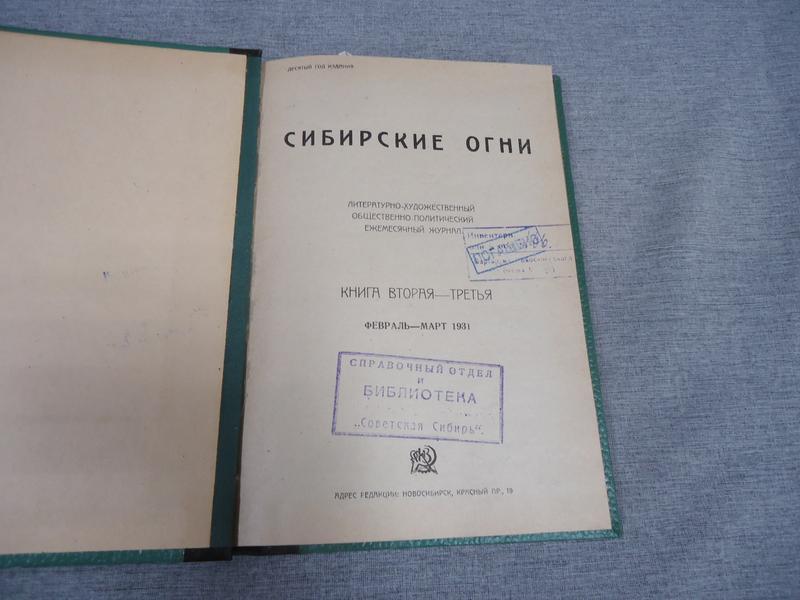 ДЕСЯТЫЙ ГОД ИЗДАНИЯ
СИБИРСКИЕ ОГНИ
ЛИТЕРАТУРНО-ХУДОЖЕСТВЕННЫЙ
ОБЩЕСТВЕННО-ПОЛИТИЧЕСКИЙ
ЕЖЕМЕСЯЧНЫЙ ЖУРНАЛ
ПОГАШЕНО
КНИГА ВТОРАЯ—ТРЕТЬЯ
ФЕВРАЛЬ—МАРТ 1931
СПРАВОЧНЫЙ ОТДЕЛ
И
БИБЛИОТЕКА
„Советская Сибирь“.
АДРЕС РЕДАКЦИИ: НОВОСИБИРСК, КРАСНЫЙ ПР., 19